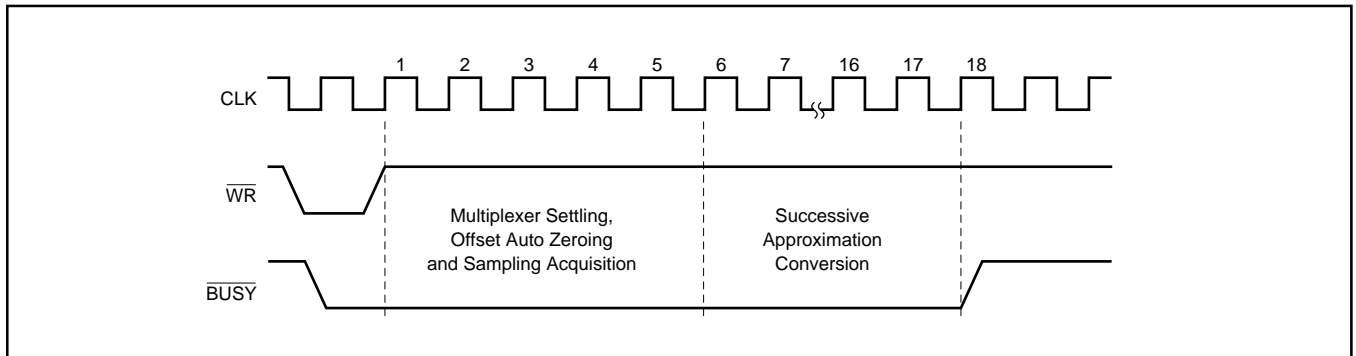 1 2 3 4 5 6 7 16 17 18
CLK
WR
Multiplexer Settling,
Offset Auto Zeroing
and Sampling Acquisition
Successive
Approximation
Conversion
BUSY